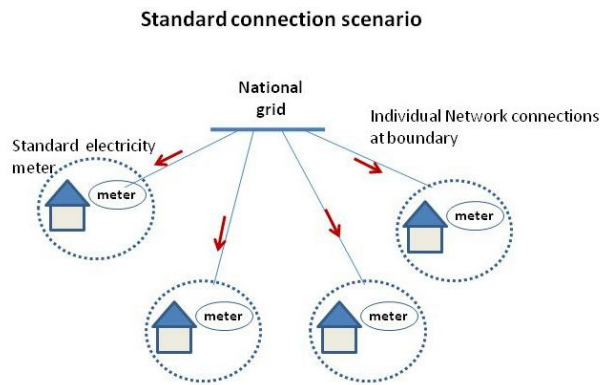 Standard connection scenario
National
grid
Individual Network connections
at boundary
Standard electricity
meter
meter
meter
meter
meter